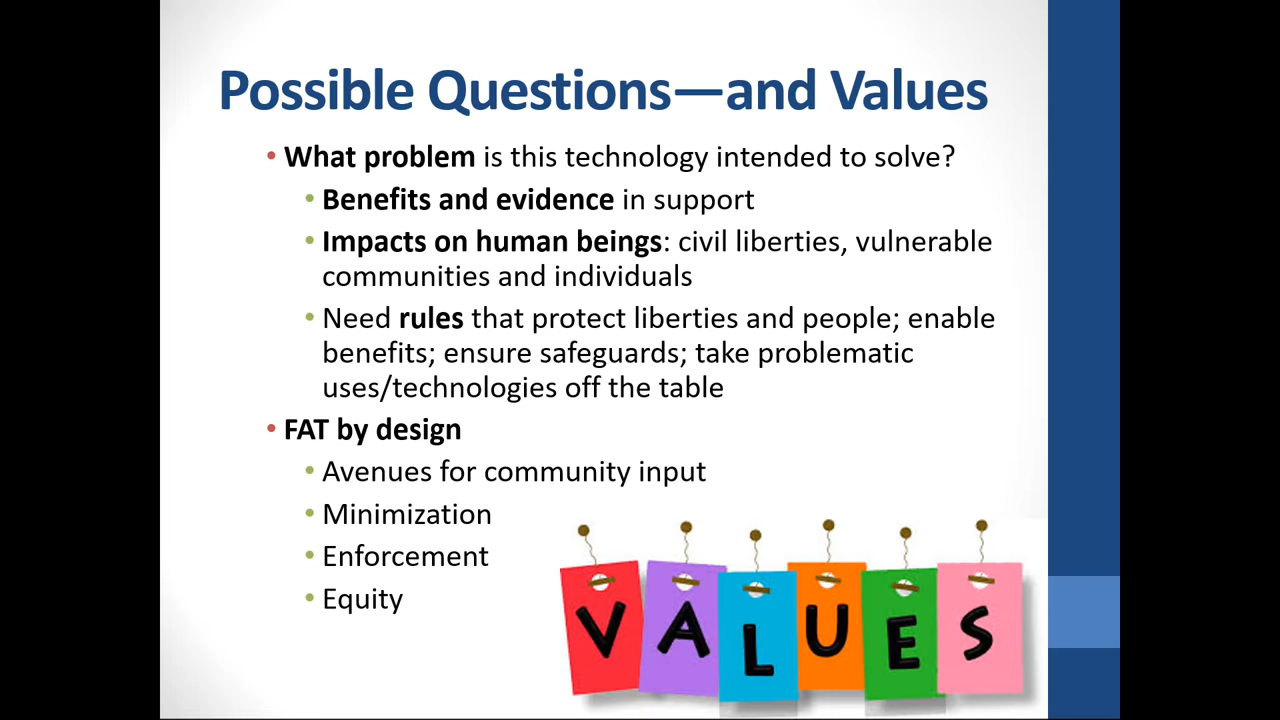 Possible Questions—and Values
• What problem is this technology intended to solve?
• Benefits and evidence in support
• Impacts on human beings: civil liberties, vulnerable
communities and individuals
• Need rules that protect liberties and people; enable
benefits; ensure safeguards; take problematic
uses/technologies off the table
• FAT by design
• Avenues for community input
• Minimization
• Enforcement
• Equity
VALUES